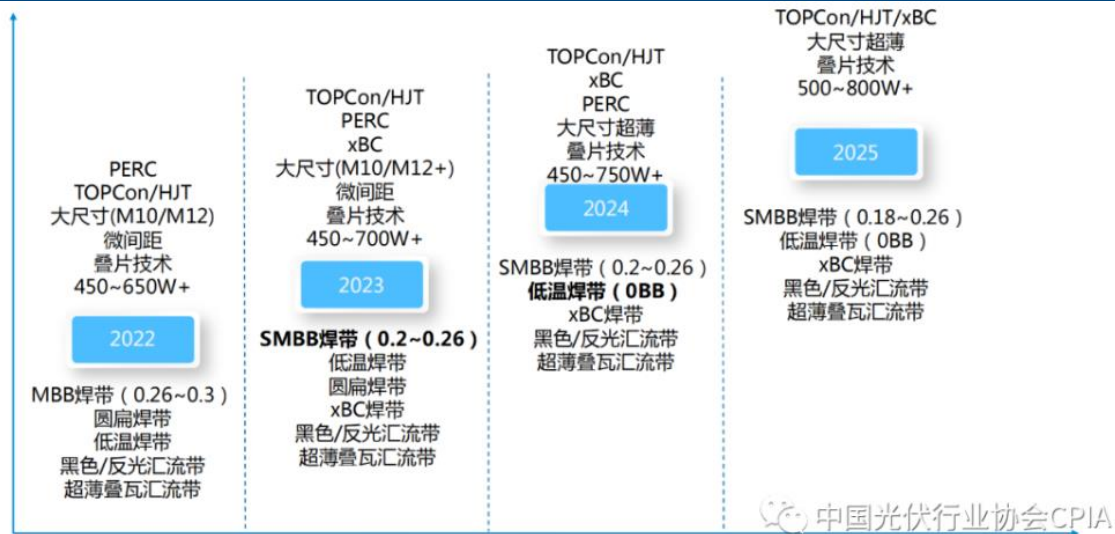 PERC
TOPCon/HJT
大尺寸(M10/M12)
微间距
叠片技术
450~650W+
2022
MBB焊带（0.26~0.3）
圆扁焊带
低温焊带
黑色/反光汇流带
超薄叠瓦汇流带
TOPCon/HJT
PERC
xBC
大尺寸(M10/M12+)
微间距
叠片技术
450~700W+
2023
SMBB焊带（0.2~0.26）
低温焊带
圆扁焊带
xBC焊带
黑色/反光汇流带
超薄叠瓦汇流带
TOPCon/HJT
xBC
PERC
大尺寸超薄
叠片技术
450~750W+
2024
SMBB焊带（0.2~0.26）
低温焊带（0BB）
xBC焊带
黑色/反光汇流带
超薄叠瓦汇流带
TOPCon/HJT/xBC
大尺寸超薄
叠片技术
500~800W+
2025
SMBB焊带（0.18~0.26）
低温焊带（0BB）
xBC焊带
黑色/反光汇流带
超薄叠瓦汇流带
中国光伏行业协会CPIA